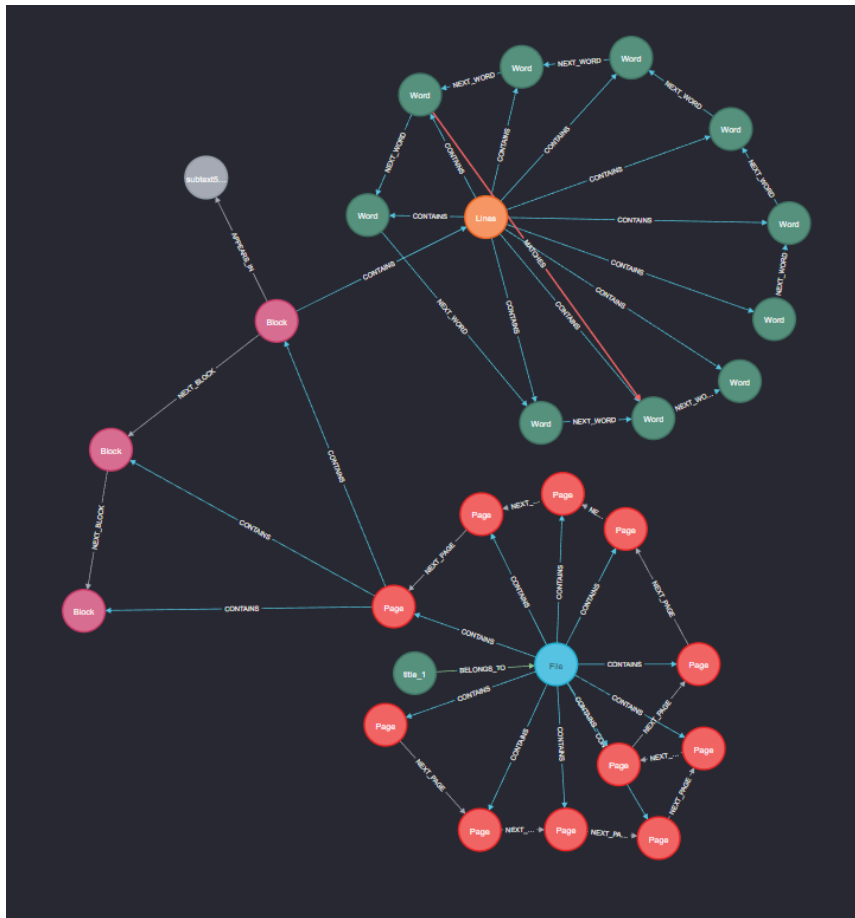 Word
NEXT_WORD
Word
NEXT_WORD
Word
NEXT_WORD
Word
NEXT_WORD
CONTAINS
CONTAINS
CONTAINS
Word
NEXT_WORD
CONTAINS
subtext5...
Word
CONTAINS
Lines
CONTAINS
Word
APPEARS_IN
MATCHES
CONTAINS
NEXT_WORD
CONTAINS
CONTAINS
Block
NEXT_WORD
CONTAINS
CONTAINS
Word
NEXT_BLOCK
Word
Word
NEXT_WORD
Word
NEXT_WO...
Block
CONTAINS
NEXT_BLOCK
CONTAINS
Page
NEXT_...
Page
NE...
Page
NEXT_PAGE
CONTAINS
CONTAINS
CONTAINS
NEXT_PAGE
Block
CONTAINS
Page
CONTAINS
title_1
BELONGS_TO
File
CONTAINS
Page
CONTAINS
CONTAINS
CONTAINS
CONTAINS
CONTAINS
CON
NEXT_PAGE
Page
NEXT_PAGE
Page
NEXT_...
Page
NEXT_PAGE
Page
NEXT_...
Page
NEXT_PA...
Page